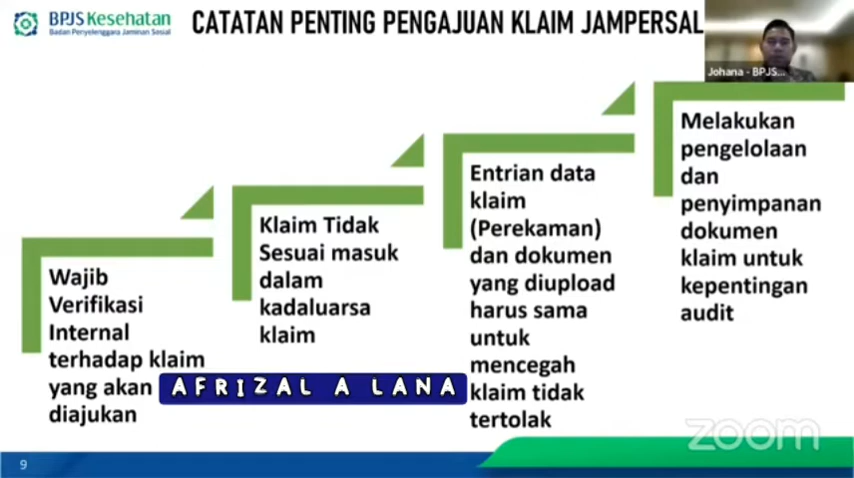 BPJS Kesehatan
Badan Penyelenggara Jaminan Sosial
CATATAN PENTING PENGAJUAN KLAIM JAMPERSAL
Johana - BPJS...
Wajib
Verifikasi
Internal
terhadap klaim
yang akan
diajukan
Klaim Tidak
Sesuai masuk
dalam
kadaluarsa
klaim
Entrian data
klaim
(Perekaman)
dan dokumen
yang diupload
harus sama
untuk
mencegah
klaim tidak
tertolak
Melakukan
pengelolaan
dan
penyimpanan
dokumen
klaim untuk
kepentingan
audit
AFRIZAL A LANA
zoom
9